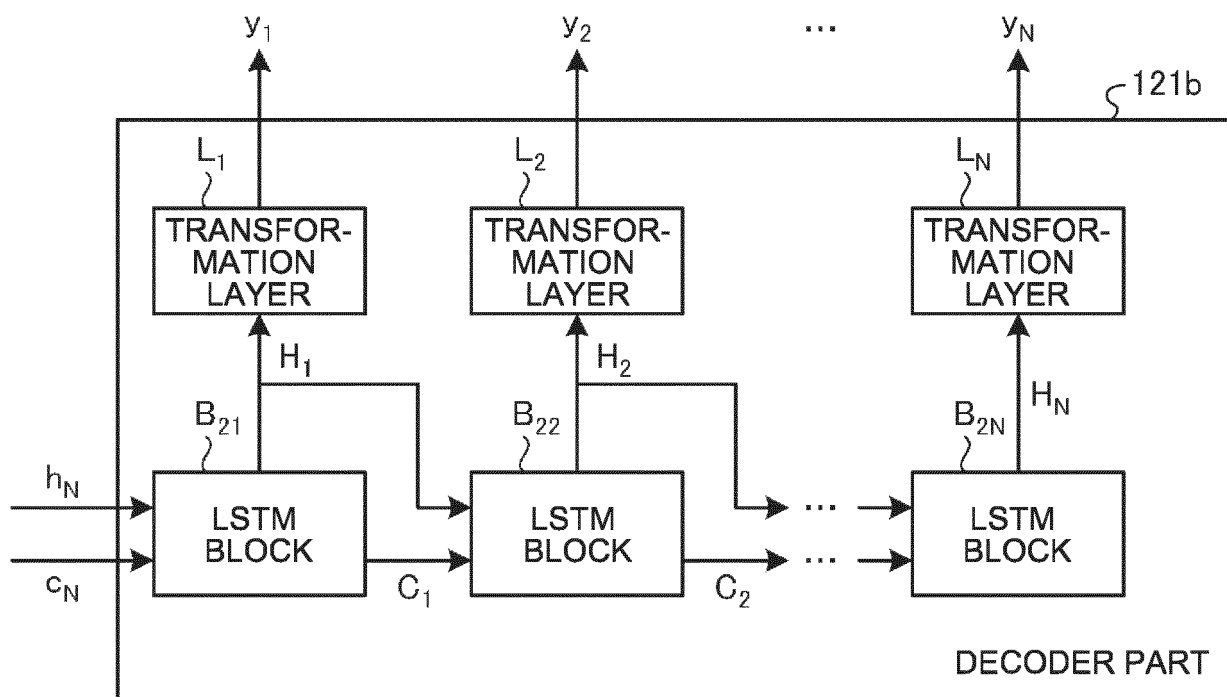 y1 y2 ... yN
121b
L1 L2 LN
TRANSFOR-
MATION
LAYER
TRANSFOR-
MATION
LAYER
TRANSFOR-
MATION
LAYER
H1 H2 HN
B21 B22 B2N
hN
cN
LSTM
BLOCK
C1
LSTM
BLOCK
C2
...
...
LSTM
BLOCK
DECODER PART